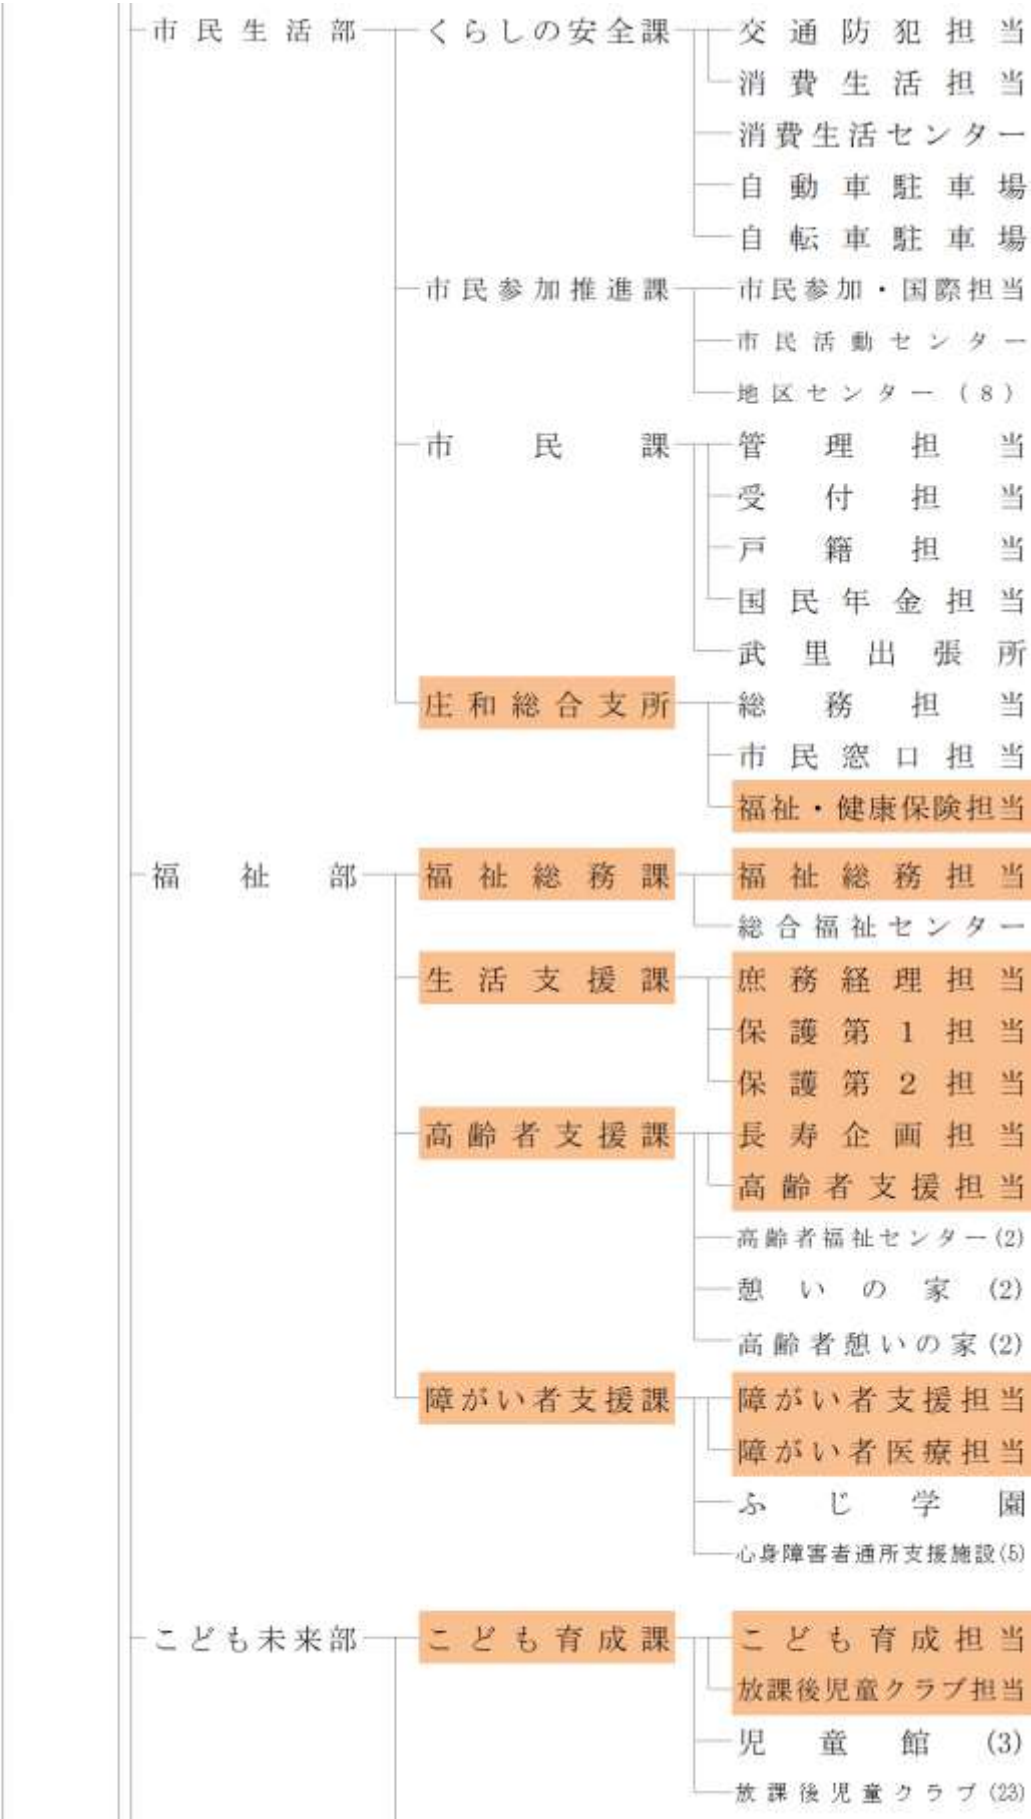 市民生活部 くらしの安全課 交通防犯担当
消費生活担当
消費生活センター
自動車駐車場
自転車駐車場
市民参加推進課 市民参加・国際担当
市民活動センター
地区センター(8)
市民課 管理担当
受付担当
戸籍担当
国民年金担当
武里出張所
庄和総合支所 総務担当
市民窓口担当
福祉・健康保険担当
福祉部 福祉総務課 福祉総務担当
総合福祉センター
生活支援課 庶務経理担当
保護第1担当
保護第2担当
高齢者支援課 長寿企画担当
高齢者支援担当
高齢者福祉センター(2)
憩いの家(2)
高齢者憩いの家(2)
障がい者支援課 障がい者支援担当
障がい者医療担当
ふじ学園
心身障害者通所支援施設(5)
こども未来部 こども育成課 こども育成担当
放課後児童クラブ担当
児童館(3)
放課後児童クラブ(23)